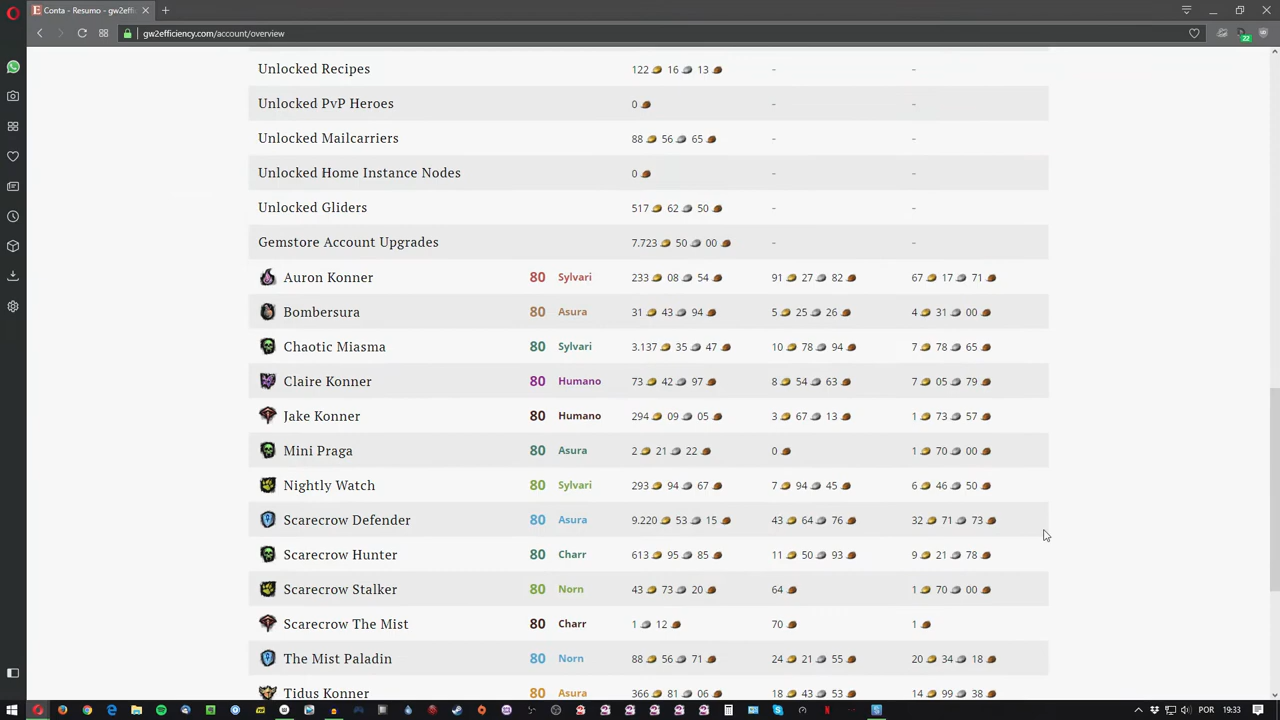 Conta - Resumo - gw2effic
gw2efficiency.com/account/overview
22
Unlocked Recipes 122 16 13 - -
Unlocked PvP Heroes 0 - -
Unlocked Mailcarriers 88 56 65 - -
Unlocked Home Instance Nodes 0 - -
Unlocked Gliders 517 62 50 - -
Gemstore Account Upgrades 7.723 50 00 - -
Auron Konner 80 Sylvari 233 08 54 91 27 82 67 17 71
Bombersura 80 Asura 31 43 94 5 25 26 4 31 00
Chaotic Miasma 80 Sylvari 3.137 35 47 10 78 94 7 78 65
Claire Konner 80 Humano 73 42 97 8 54 63 7 05 79
Jake Konner 80 Humano 294 09 05 3 67 13 1 73 57
Mini Praga 80 Asura 2 21 22 0 1 70 00
Nightly Watch 80 Sylvari 293 94 67 7 94 45 6 46 50
Scarecrow Defender 80 Asura 9.220 53 15 43 64 76 32 71 73
Scarecrow Hunter 80 Charr 613 95 85 11 50 93 9 21 78
Scarecrow Stalker 80 Norn 43 73 20 64 1 70 00
Scarecrow The Mist 80 Charr 1 12 70 1
The Mist Paladin 80 Norn 88 56 71 24 21 55 20 34 18
Tidus Konner 80 Asura 366 81 06 18 43 53 14 99 38
POR 19:33